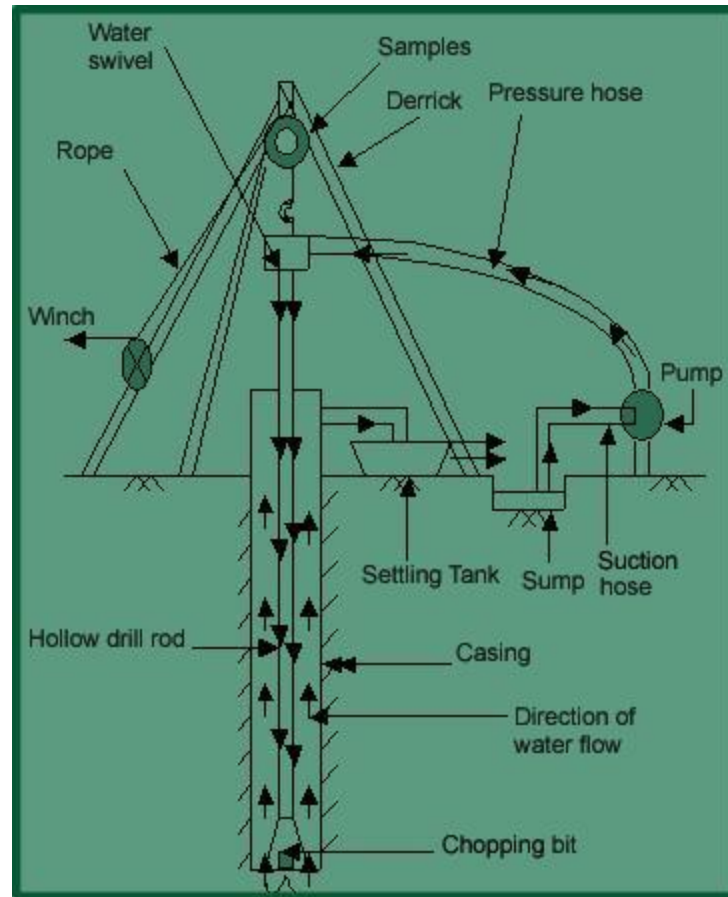 Water
swivel
Samples
Derrick
Pressure hose
Rope
Winch
Pump
Settling Tank
Sump
Suction
hose
Hollow drill rod
Casing
Direction of
water flow
Chopping bit